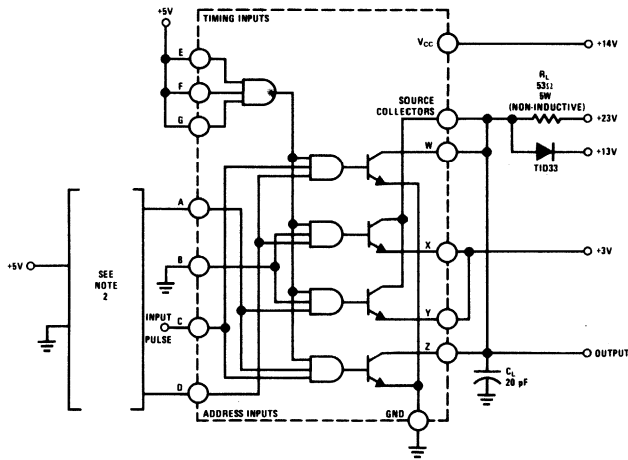 +5V
TIMING INPUTS
E
F
G
VCC
+14V
SOURCE
COLLECTORS
RL
53Ω
5W
(NON-INDUCTIVE)
+23V
+13V
TID33
W
A
B
+5V
SEE
NOTE
2
X
+3V
INPUT
PULSE
C
Y
Z
OUTPUT
D
CL
20 pF
ADDRESS INPUTS
GND